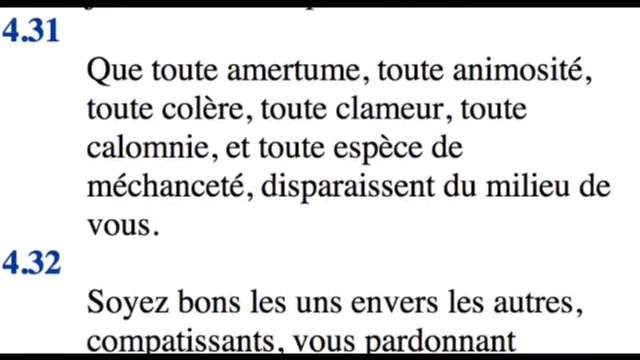 4.31
Que toute amertume, toute animosité,
toute colère, toute clameur, toute
calomnie, et toute espèce de
méchanceté, disparaissent du milieu de
vous.
4.32
Soyez bons les uns envers les autres,
compatissants, vous pardonnant